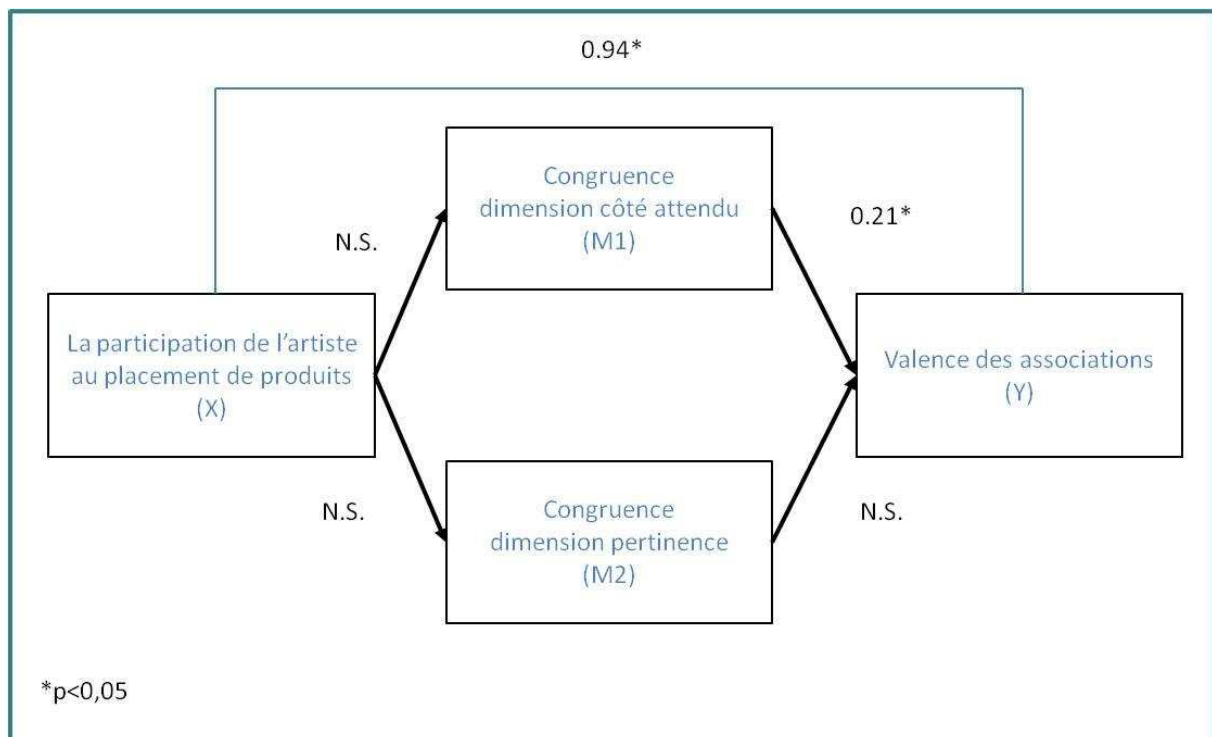 0.94*
Congruence
dimension côté attendu
(M1)
0.21*
N.S.
La participation de l'artiste
au placement de produits
(X)
Valence des associations
(Y)
N.S.
Congruence
dimension pertinence
(M2)
N.S.
*p<0,05